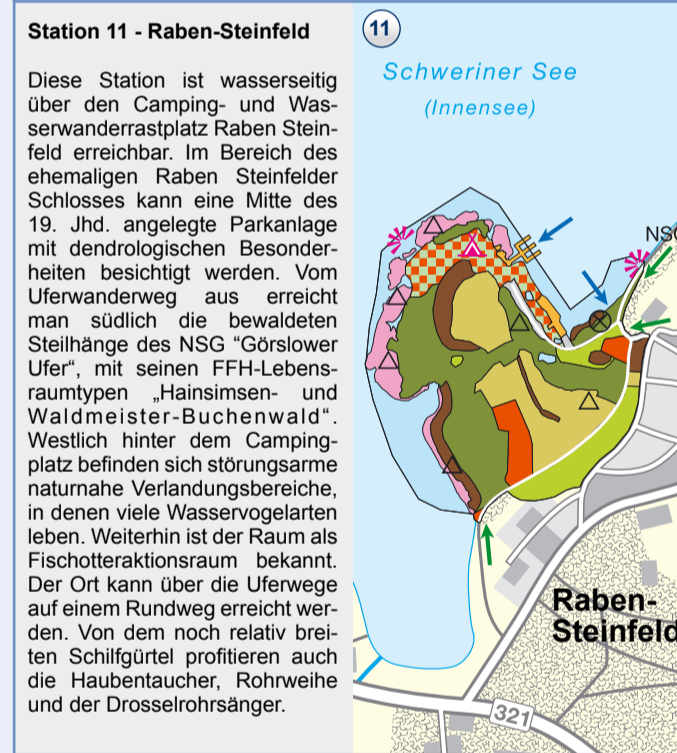 Station 11 - Raben-Steinfeld
Diese Station ist wasserseitig
über den Camping- und Was-
serwanderrastplatz Raben Stein-
feld erreichbar. Im Bereich des
ehemaligen Raben Steinfelder
Schlosses kann eine Mitte des
19. Jhd. angelegte Parkanlage
mit dendrologischen Besonder-
heiten besichtigt werden. Vom
Uferwanderweg aus erreicht
man südlich die bewaldeten
Steilhänge des NSG "Görslower
Ufer", mit seinen FFH-Lebens-
raumtypen „Hainsimsen- und
Waldmeister-Buchenwald“.
Westlich hinter dem Camping-
platz befinden sich störungsarme
naturnahe Verlandungsbereiche,
in denen viele Wasservogelarten
leben. Weiterhin ist der Raum als
Fischotteraktionsraum bekannt.
Der Ort kann über die Uferwege
auf einem Rundweg erreicht wer-
den. Von dem noch relativ brei-
ten Schilfgürtel profitieren auch
die Haubentaucher, Rohrweihe
und der Drosselrohrsänger.
11
Schweriner See
(Innensee)
NSG
Raben-
Steinfeld
321